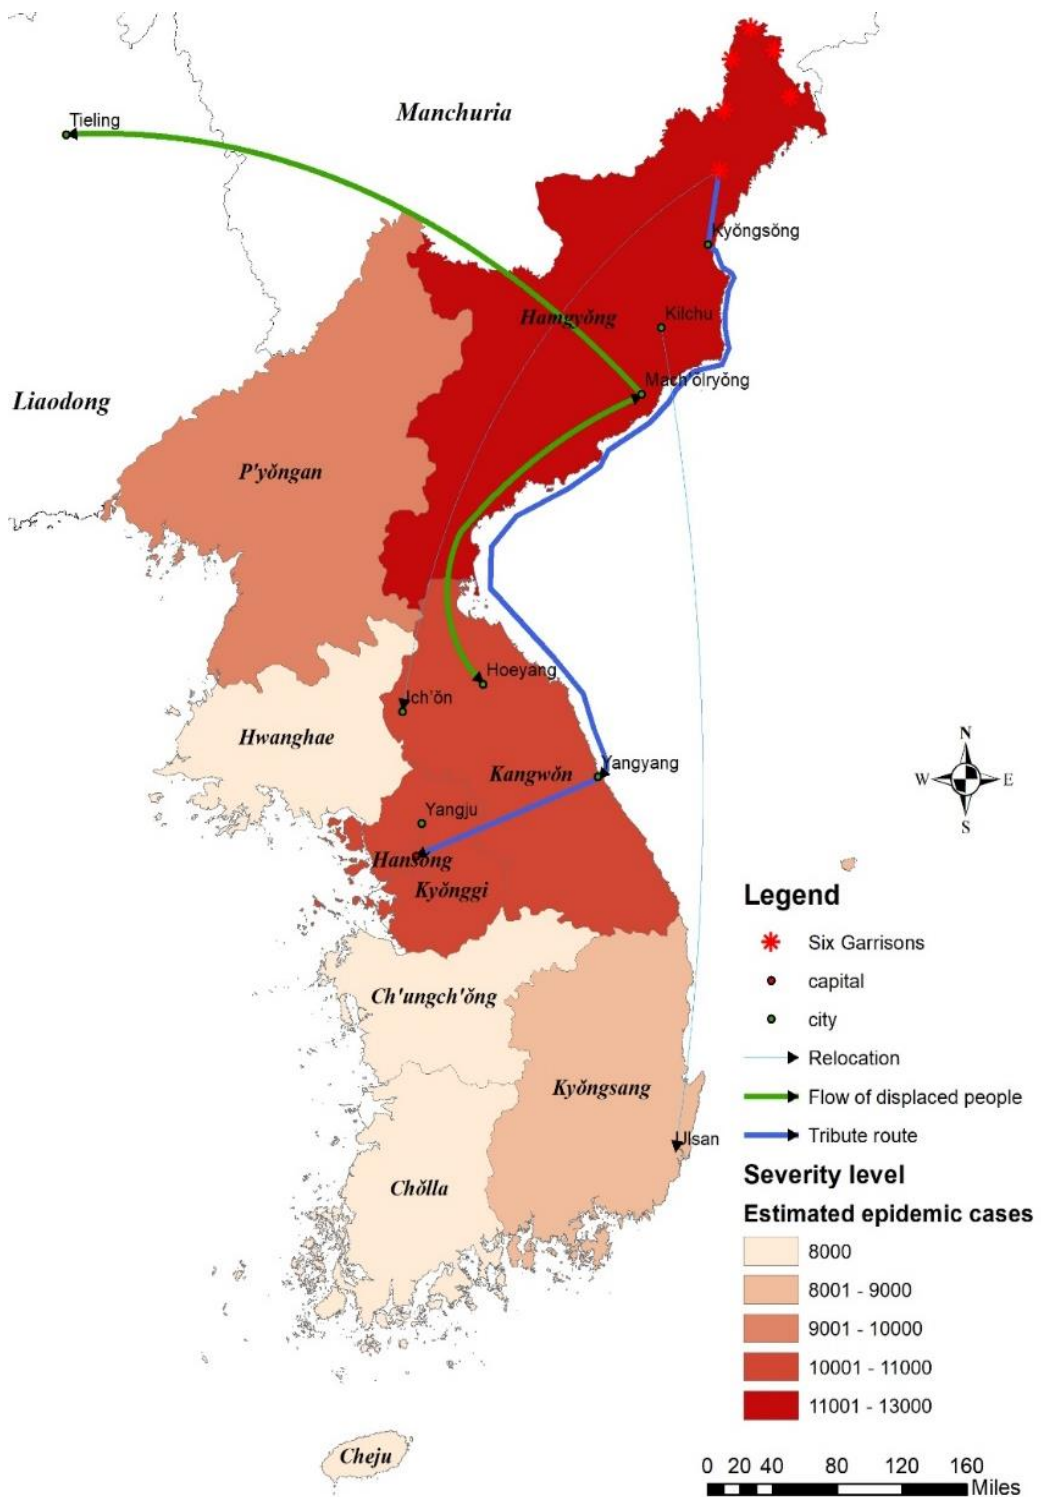 Manchuria
Tieling
Kyŏngsŏng
Hamgyŏng
Kilchu
Mach'ŏlryŏng
Liaodong
P'yŏngan
Hoeyang
Ich'ŏn
Hwanghae
Kangwŏn
Yangyang
Yangju
Hansŏng
Kyŏnggi
Ch'ungch'ŏng
Kyŏngsang
Ulsan
Chŏlla
Cheju
N
W
E
S
Legend
Six Garrisons
capital
city
Relocation
Flow of displaced people
Tribute route
Severity level
Estimated epidemic cases
8000
8001 - 9000
9001 - 10000
10001 - 11000
11001 - 13000
0 20 40 80 120 160
Miles